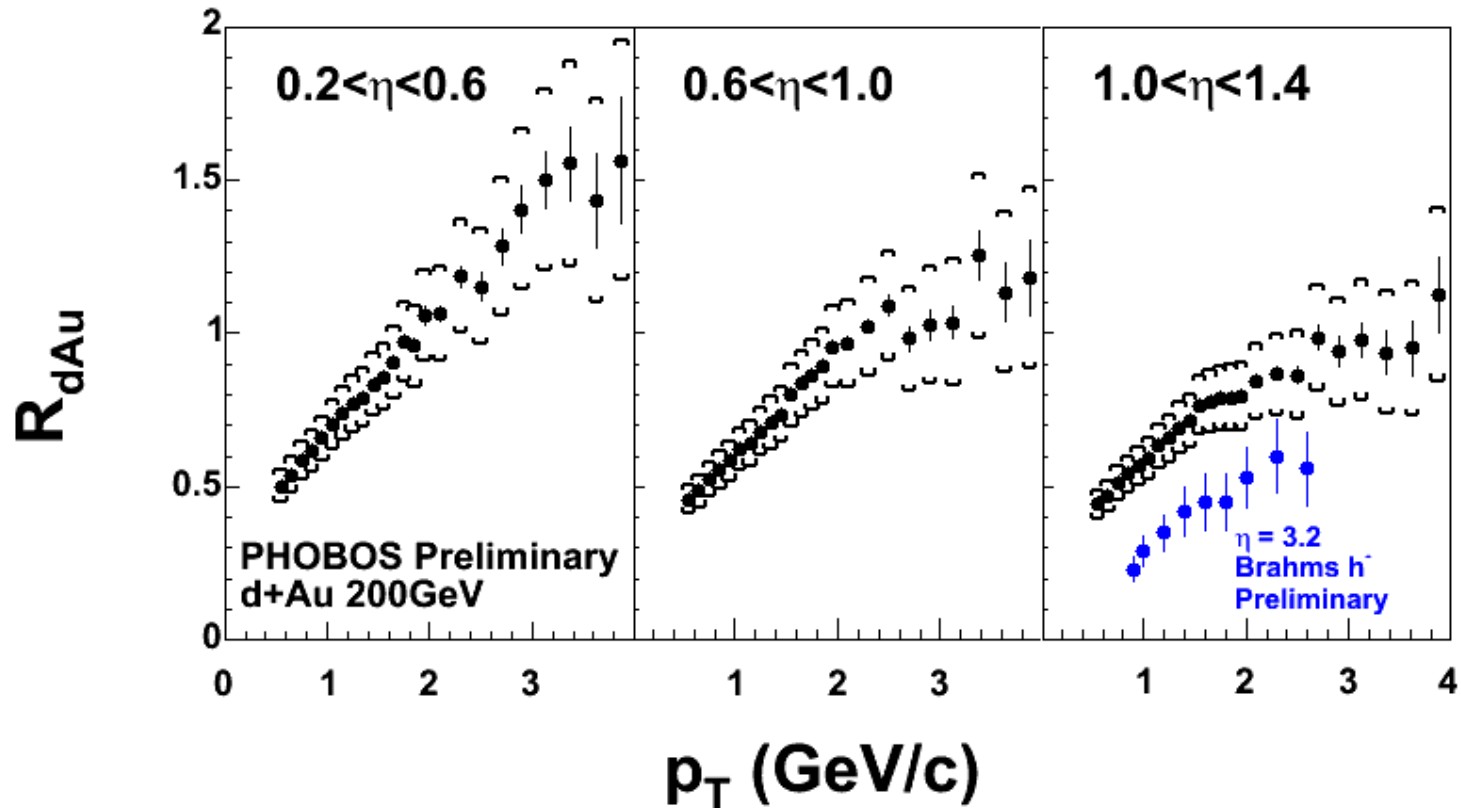 2
1.5
1
0.5
0
R_dAu
0.2<η<0.6
PHOBOS Preliminary
d+Au 200GeV
0.6<η<1.0
1.0<η<1.4
η = 3.2
Brahms h⁻
Preliminary
0 1 2 3 1 2 3 1 2 3 4
p_T (GeV/c)